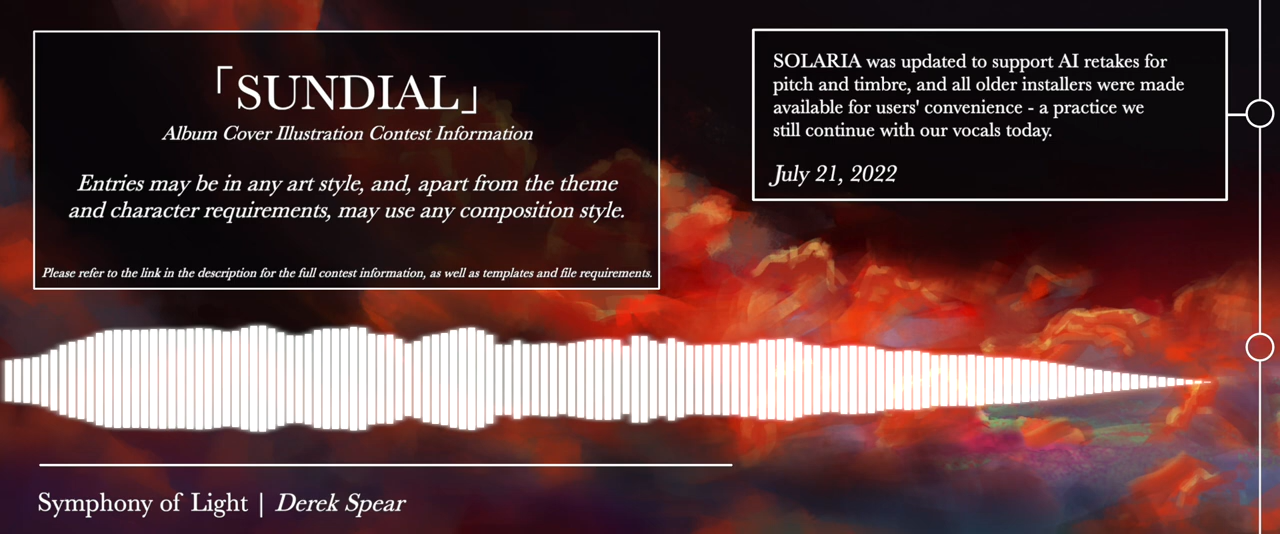 「SUNDIAL」
Album Cover Illustration Contest Information
Entries may be in any art style, and, apart from the theme
and character requirements, may use any composition style.
Please refer to the link in the description for the full contest information, as well as templates and file requirements.
SOLARIA was updated to support AI retakes for
pitch and timbre, and all older installers were made
available for users' convenience - a practice we
still continue with our vocals today.
July 21, 2022
Symphony of Light | Derek Spear